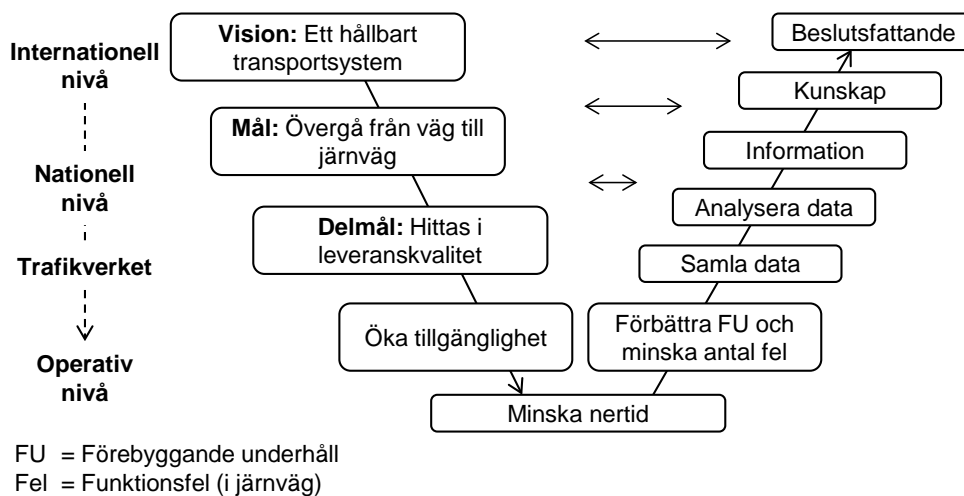 Internationell
nivå
Nationell
nivå
Trafikverket
Operativ
nivå
Vision: Ett hållbart
transportsystem
Mål: Övergå från väg till
järnväg
Delmål: Hittas i
leveranskvalitet
Öka tillgänglighet
Minska nertid
Förbättra FU och
minska antal fel
Samla data
Analysera data
Information
Kunskap
Beslutsfattande
FU = Förebyggande underhåll
Fel = Funktionsfel (i järnväg)